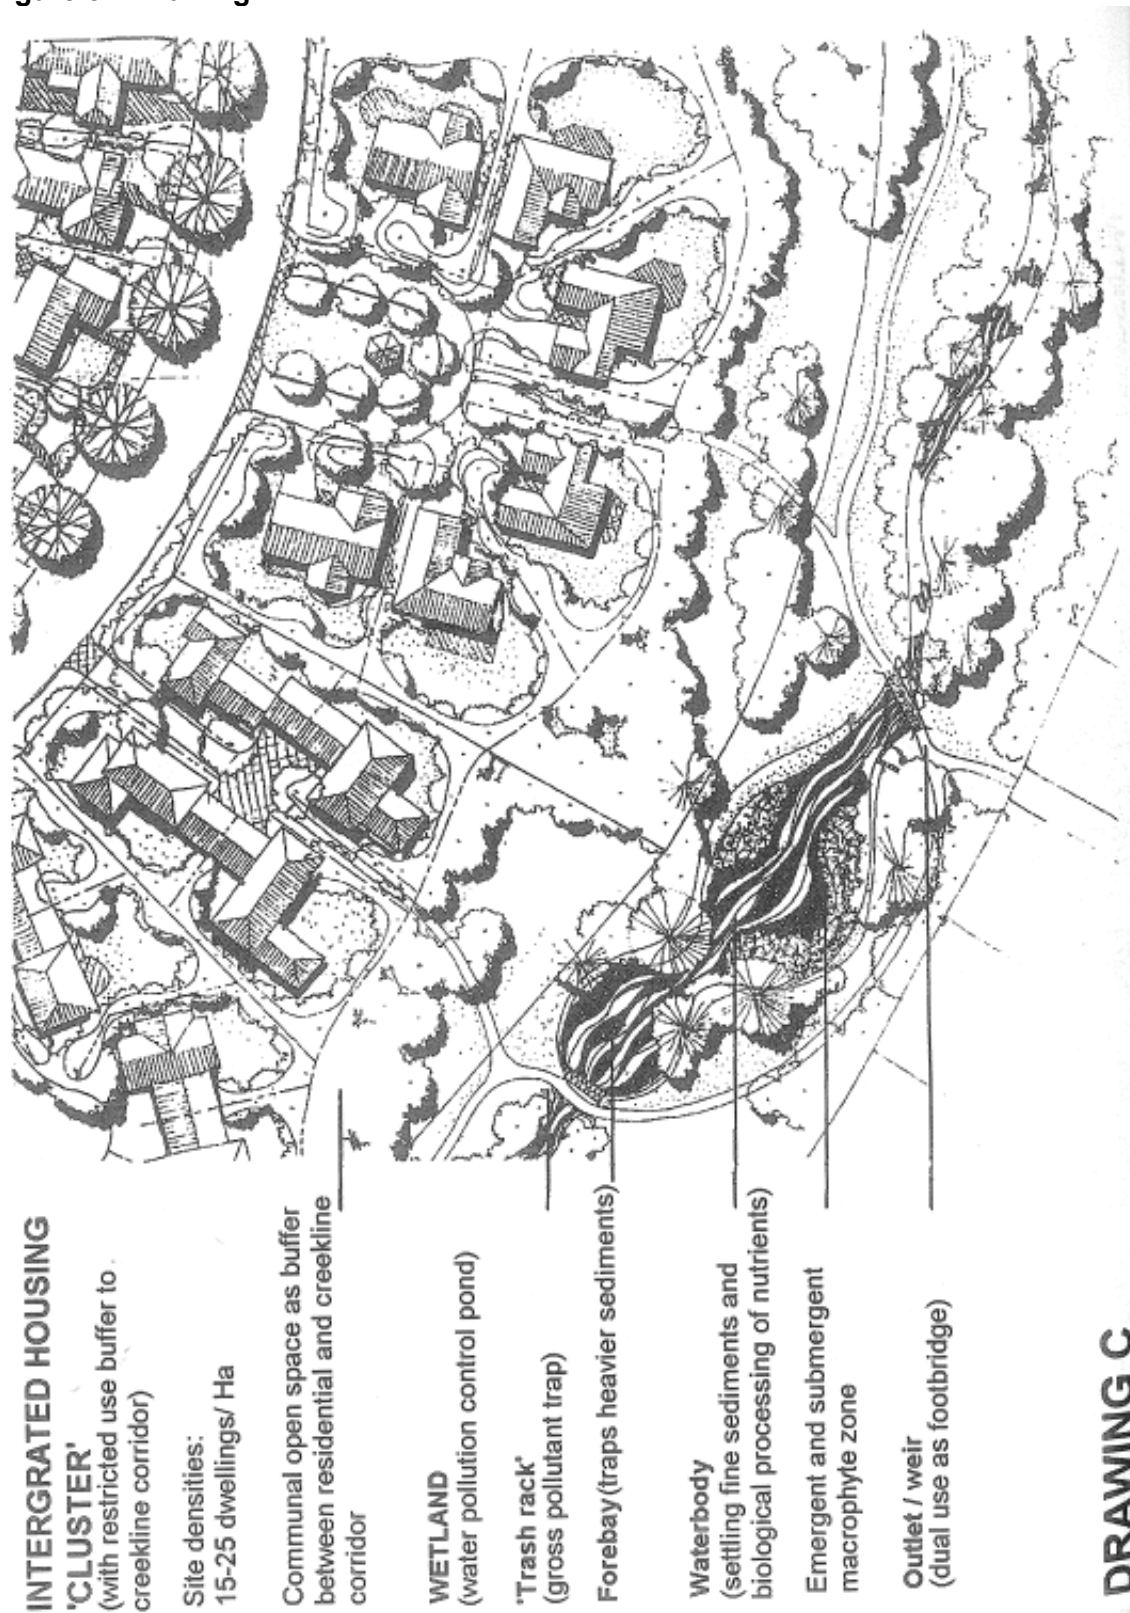 INTERGRATED HOUSING
'CLUSTER'
(with restricted use buffer to
creekline corridor)
Site densities:
15-25 dwellings/ Ha
Communal open space as buffer
between residential and creekline
corridor
WETLAND
(water pollution control pond)
'Trash rack'
(gross pollutant trap)
Forebay(traps heavier sediments)
Waterbody
(settling fine sediments and
biological processing of nutrients)
Emergent and submergent
macrophyte zone
Outlet / weir
(dual use as footbridge)
DRAWING C